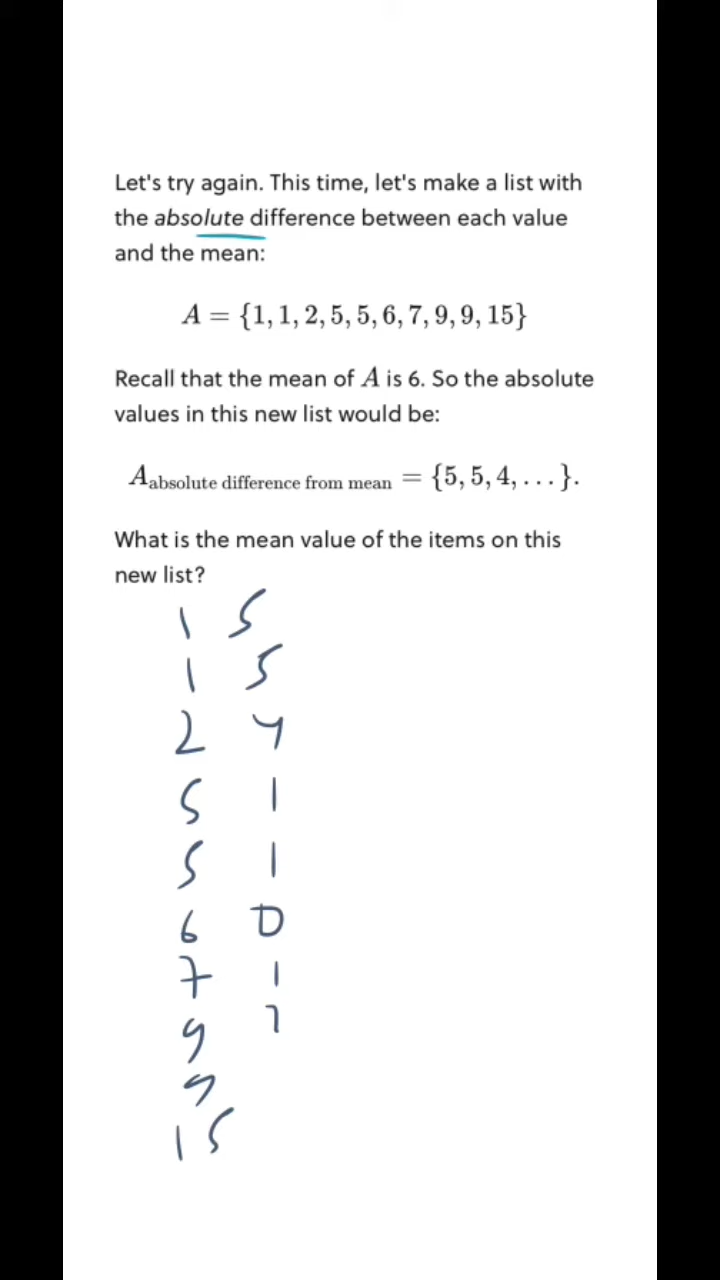 Let's try again. This time, let's make a list with
the absolute difference between each value
and the mean:
A = {1, 1, 2, 5, 5, 6, 7, 9, 9, 15}
Recall that the mean of A is 6. So the absolute
values in this new list would be:
A absolute difference from mean = {5, 5, 4, ...}.
What is the mean value of the items on this
new list?
1 5
1 5
2 4
5 1
5 1
6 0
7 1
9
9
15